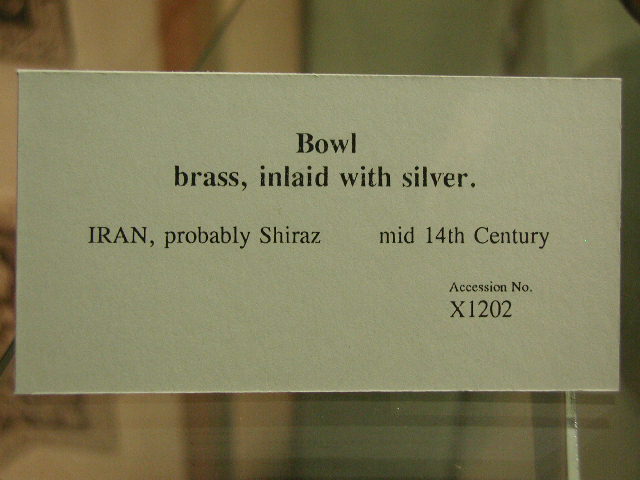 Bowl
brass, inlaid with silver.
IRAN, probably Shiraz mid 14th Century
Accession No.
X1202